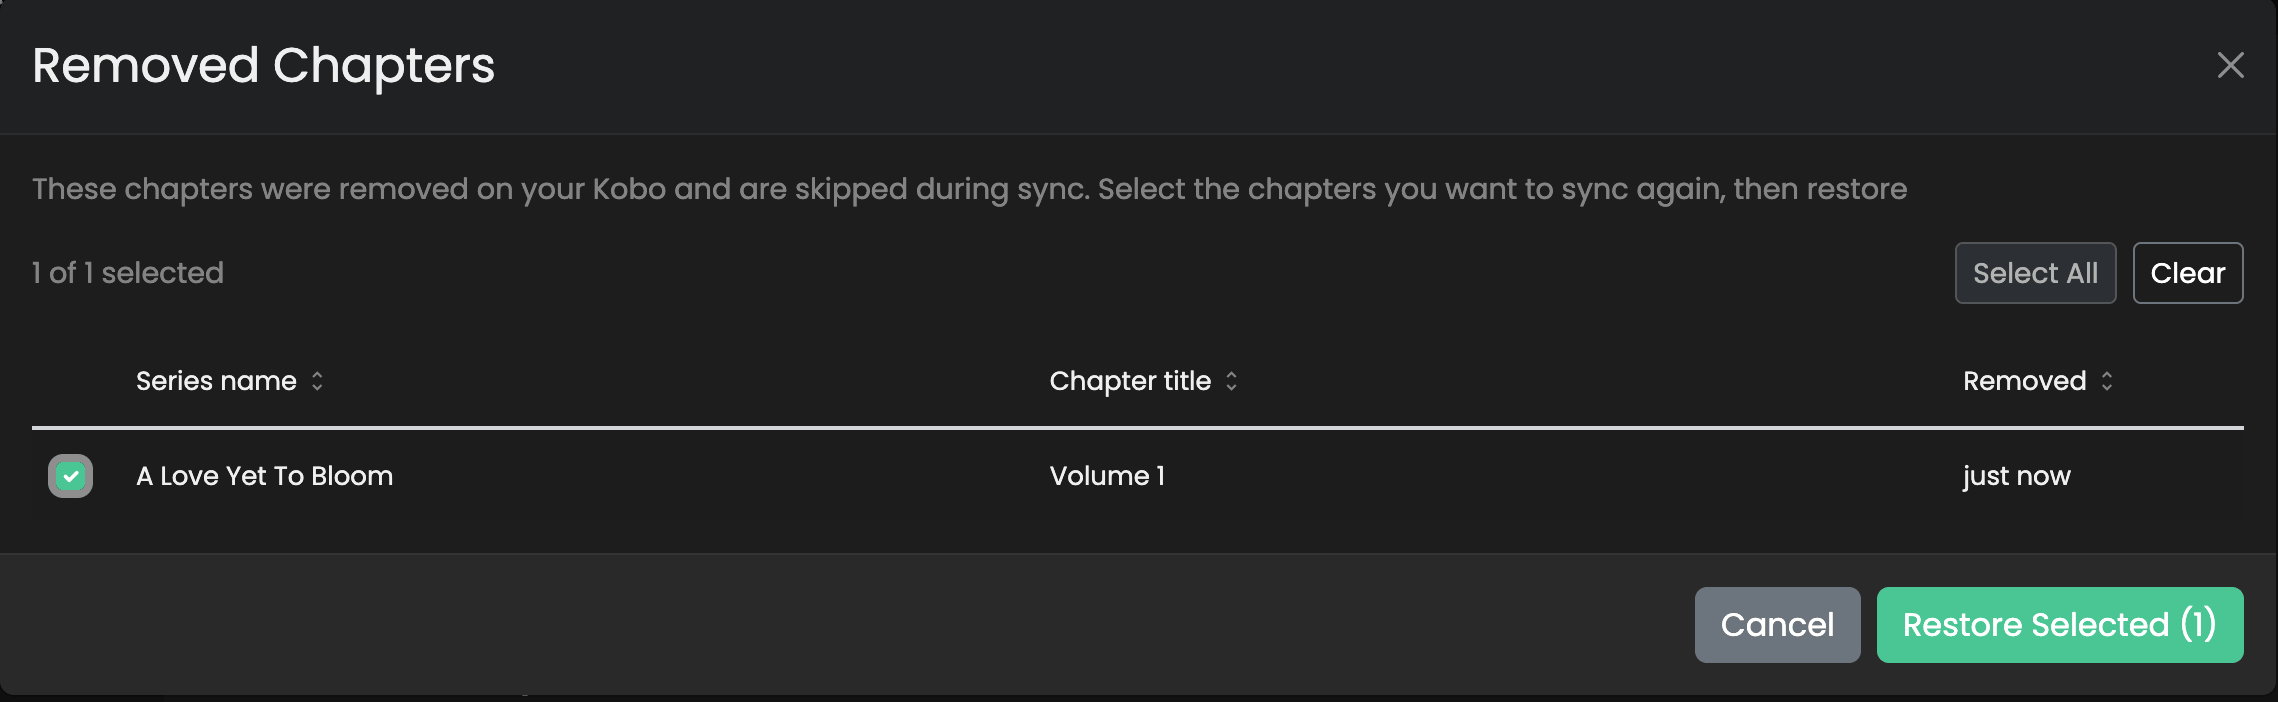 Removed Chapters
These chapters were removed on your Kobo and are skipped during sync. Select the chapters you want to sync again, then restore
1 of 1 selected
Select All
Clear
Series name
Chapter title
Removed
A Love Yet To Bloom
Volume 1
just now
Cancel
Restore Selected (1)